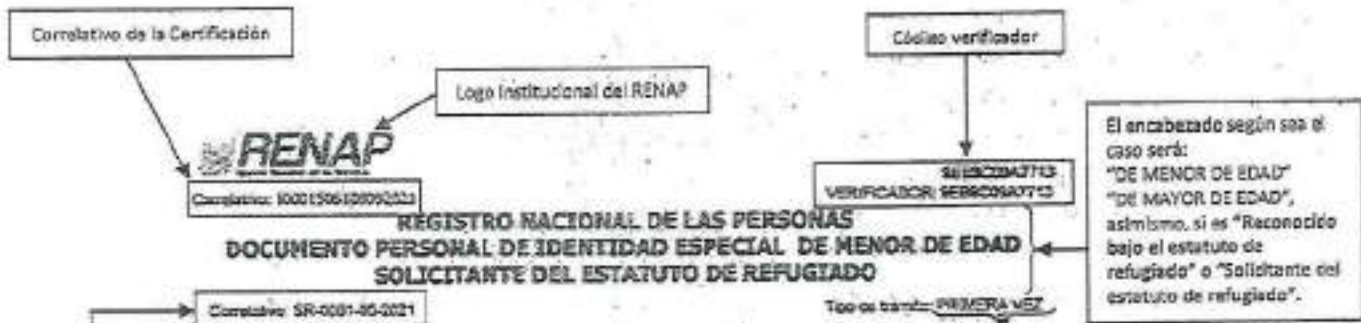 Correlativo de la Certificación
Código verificador
Logo Institucional del RENAP
RENAP
El encabezado según sea el
caso será:
"DE MENOR DE EDAD"
"DE MAYOR DE EDAD",
asimismo, si es "Reconocido
bajo el estatuto de
refugiado" o "Solicitante del
estatuto de refugiado".
Correlativo:
VERIFICADOR:
REGISTRO NACIONAL DE LAS PERSONAS
DOCUMENTO PERSONAL DE IDENTIDAD ESPECIAL DE MENOR DE EDAD
SOLICITANTE DEL ESTATUTO DE REFUGIADO
Correlativo: SR-0001-05-2021
Tipo de trámite: PRIMERA VEZ